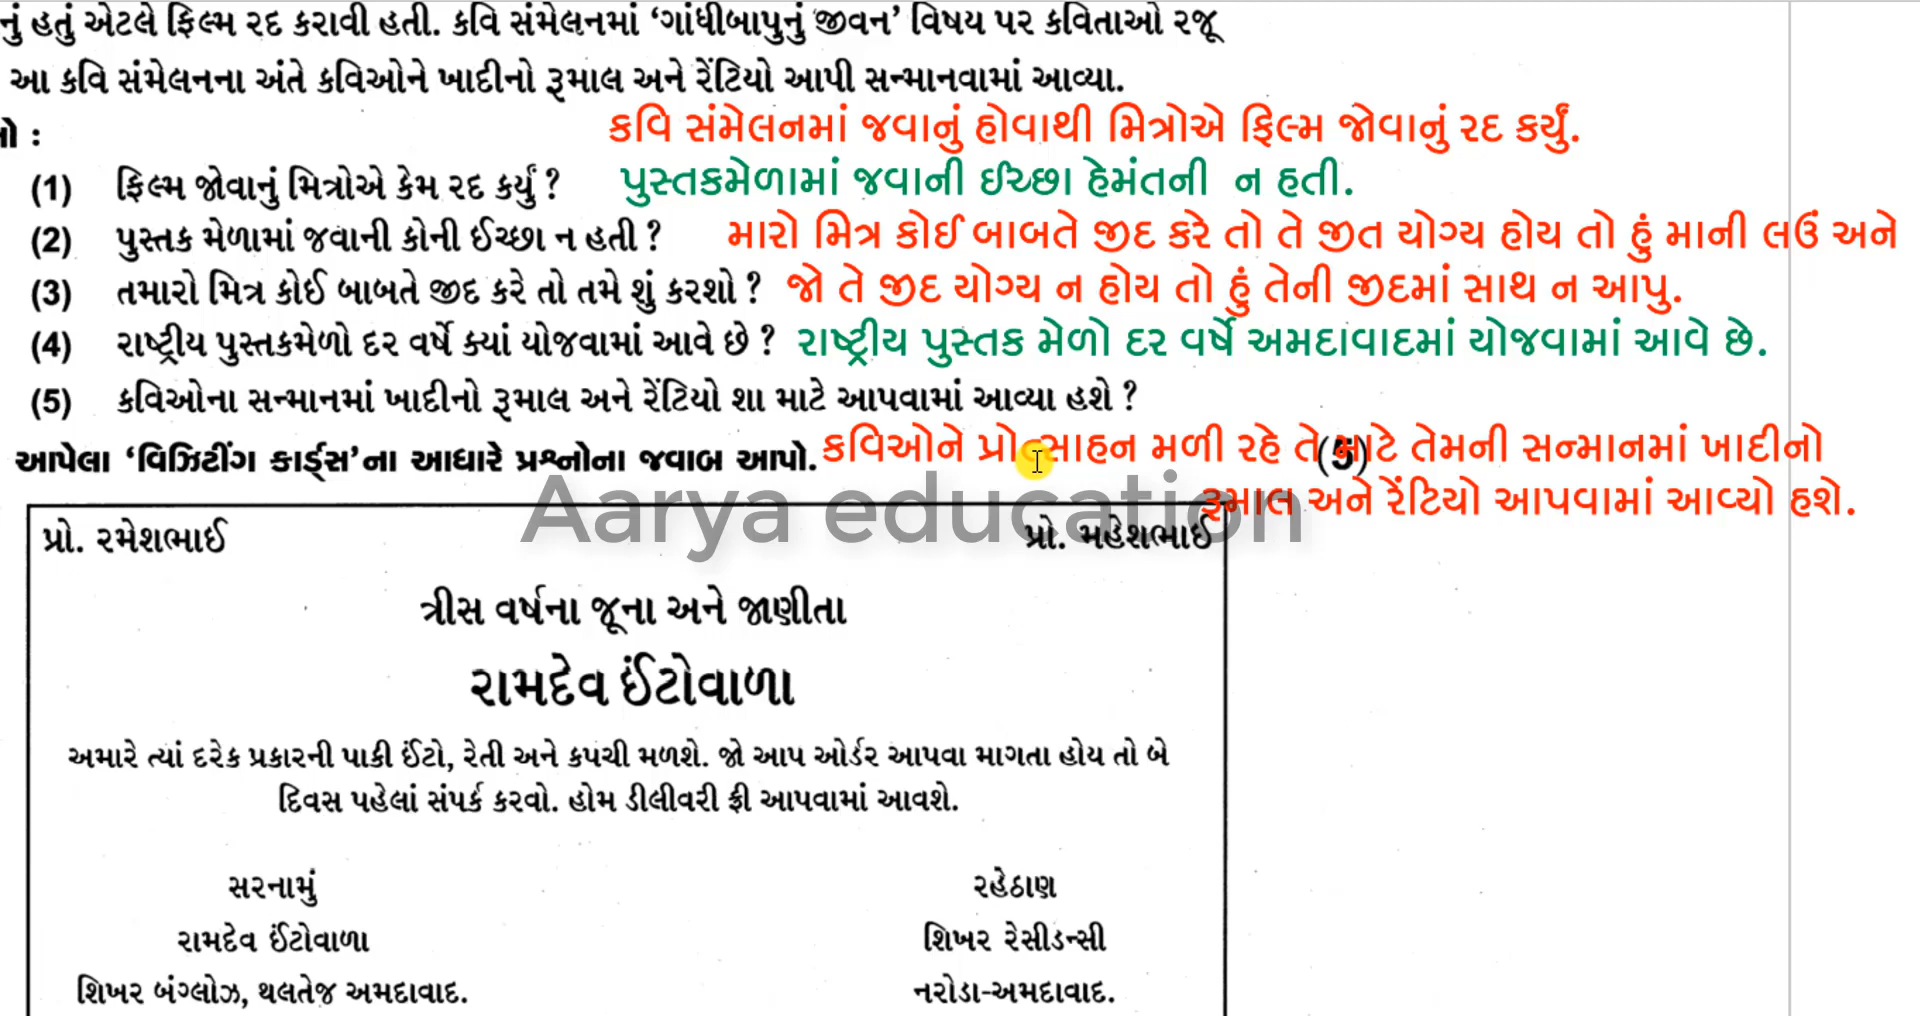 નું હતું એટલે ફિલ્મ રદ કરાવી હતી. કવિ સંમેલનમાં ‘ગાંધીબાપુનું જીવન’ વિષય પર કવિતાઓ રજૂ
આ કવિ સંમેલનના અંતે કવિઓને ખાદીનો રૂમાલ અને રેંટિયો આપી સન્માનવામાં આવ્યા.
કવિ સંમેલનમાં જવાનું હોવાથી મિત્રોએ ફિલ્મ જોવાનું રદ કર્યું.
(1) ફિલ્મ જોવાનું મિત્રોએ કેમ રદ કર્યું ? પુસ્તકમેળામાં જવાની ઈચ્છા હેમંતની ન હતી.
(2) પુસ્તક મેળામાં જવાની કોની ઈચ્છા ન હતી ? મારો મિત્ર કોઈ બાબતે જીદ કરે તો તે જીત યોગ્ય હોય તો હું માની લઉં અને
(3) તમારો મિત્ર કોઈ બાબતે જીદ કરે તો તમે શું કરશો ? જો તે જીદ યોગ્ય ન હોય તો હું તેની જીદમાં સાથ ન આપુ.
(4) રાષ્ટ્રીય પુસ્તકમેળો દર વર્ષે ક્યાં યોજવામાં આવે છે ? રાષ્ટ્રીય પુસ્તક મેળો દર વર્ષે અમદાવાદમાં યોજવામાં આવે છે.
(5) કવિઓના સન્માનમાં ખાદીનો રૂમાલ અને રેંટિયો શા માટે આપવામાં આવ્યા હશે ?
આપેલા ‘વિઝિટીંગ કાર્ડ્સ’ના આધારે પ્રશ્નોના જવાબ આપો. (5)
કવિઓને પ્રોત્સાહન મળી રહે તે માટે તેમની સન્માનમાં ખાદીનો
રૂમાલ અને રેંટિયો આપવામાં આવ્યો હશે.
Aarya education
પ્રો. રમેશભાઈ પ્રો. મહેશભાઈ
ત્રીસ વર્ષના જૂના અને જાણીતા
રામદેવ ઈંટોવાળા
અમારે ત્યાં દરેક પ્રકારની પાકી ઈંટો, રેતી અને કપચી મળશે. જો આપ ઓર્ડર આપવા માગતા હોય તો બે
દિવસ પહેલાં સંપર્ક કરવો. હોમ ડીલીવરી ફ્રી આપવામાં આવશે.
સરનામું રહેઠાણ
રામદેવ ઈંટોવાળા શિખર રેસીડન્સી
શિખર બંગ્લોઝ, થલતેજ અમદાવાદ. નરોડા-અમદાવાદ.